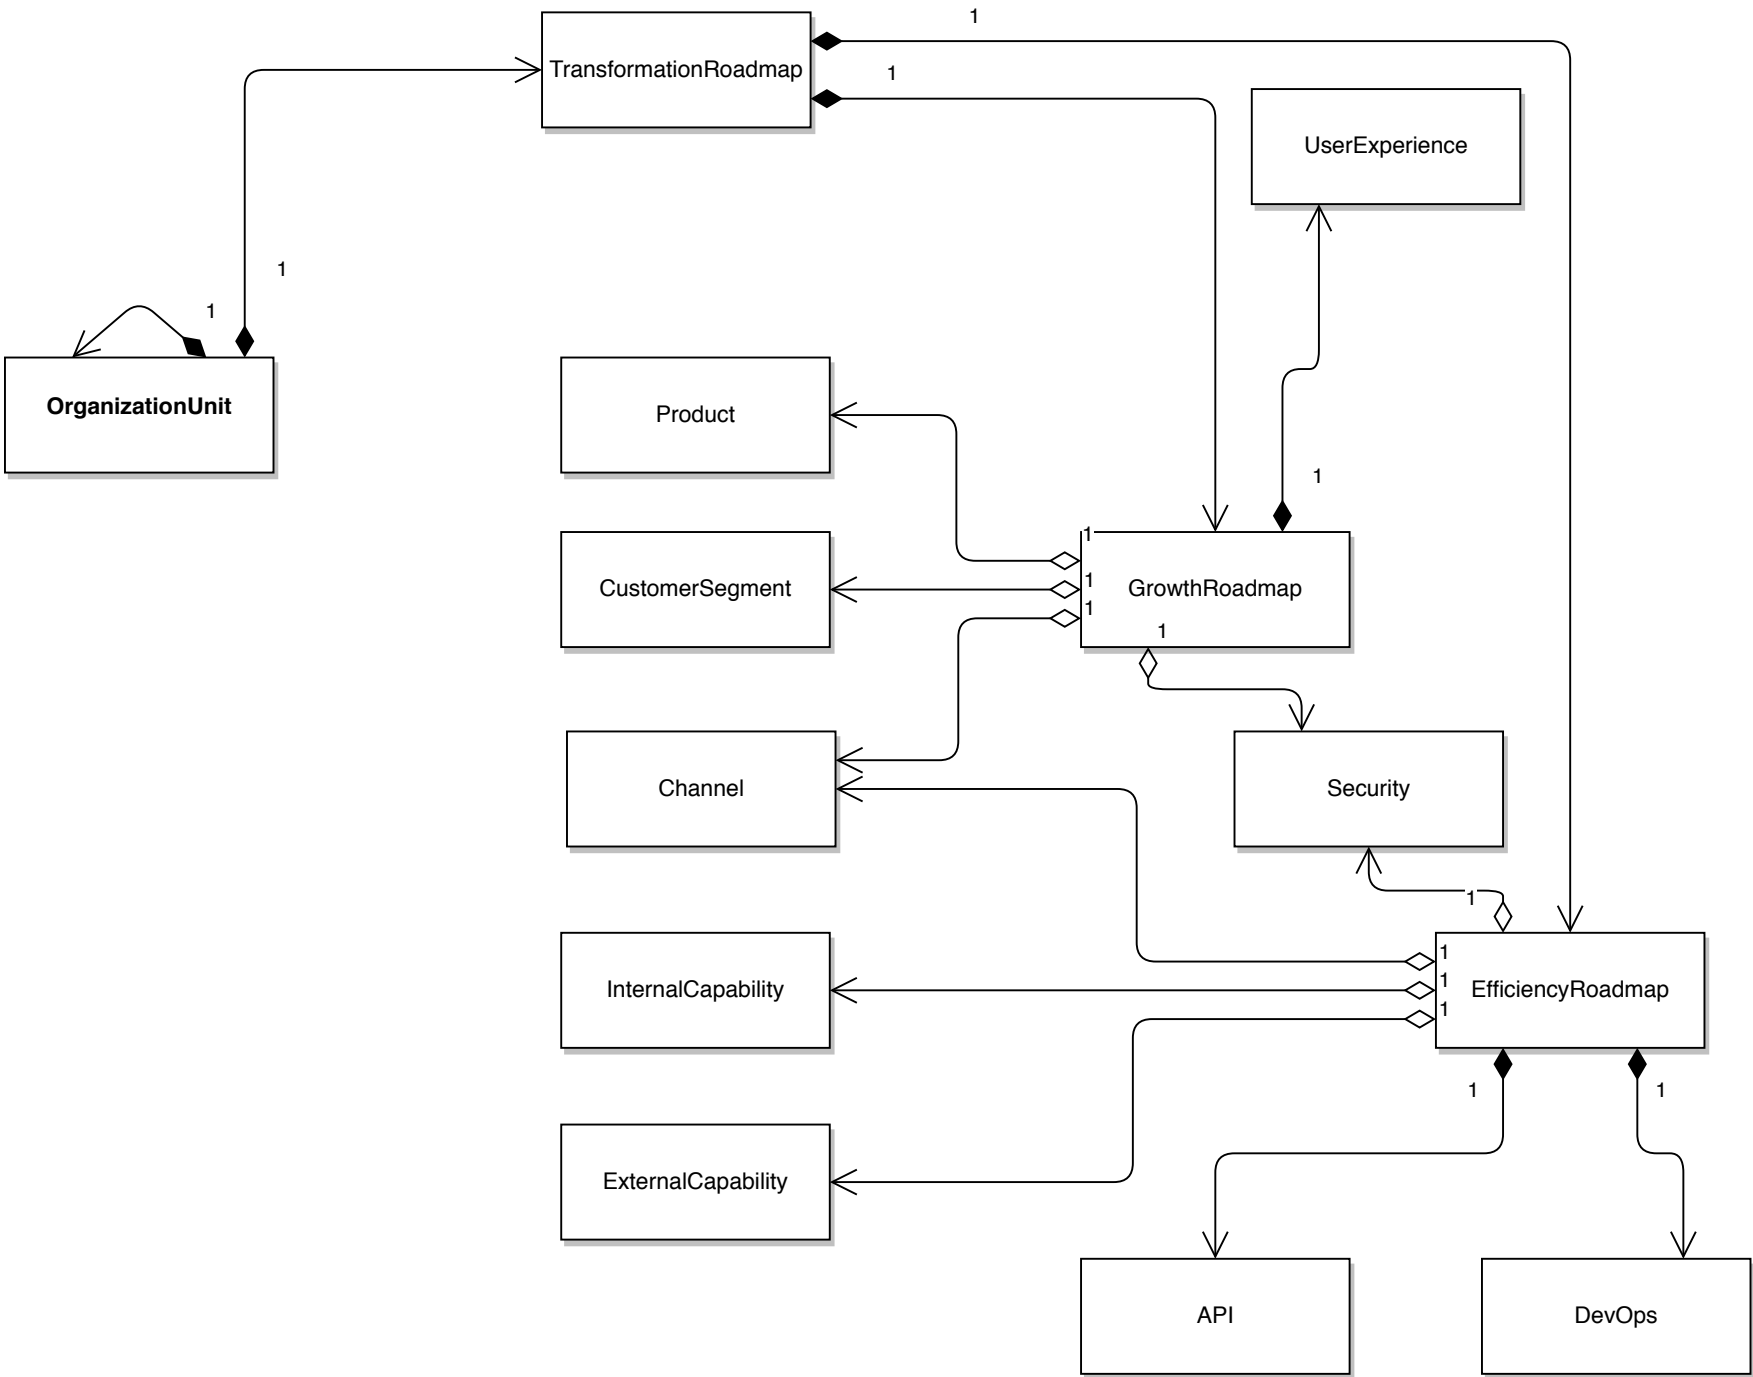 1
TransformationRoadmap
1
UserExperience
1
1
OrganizationUnit
Product
1
1
CustomerSegment
1
GrowthRoadmap
1
1
Channel
Security
1
1
InternalCapability
1
EfficiencyRoadmap
1
1
1
ExternalCapability
API
DevOps